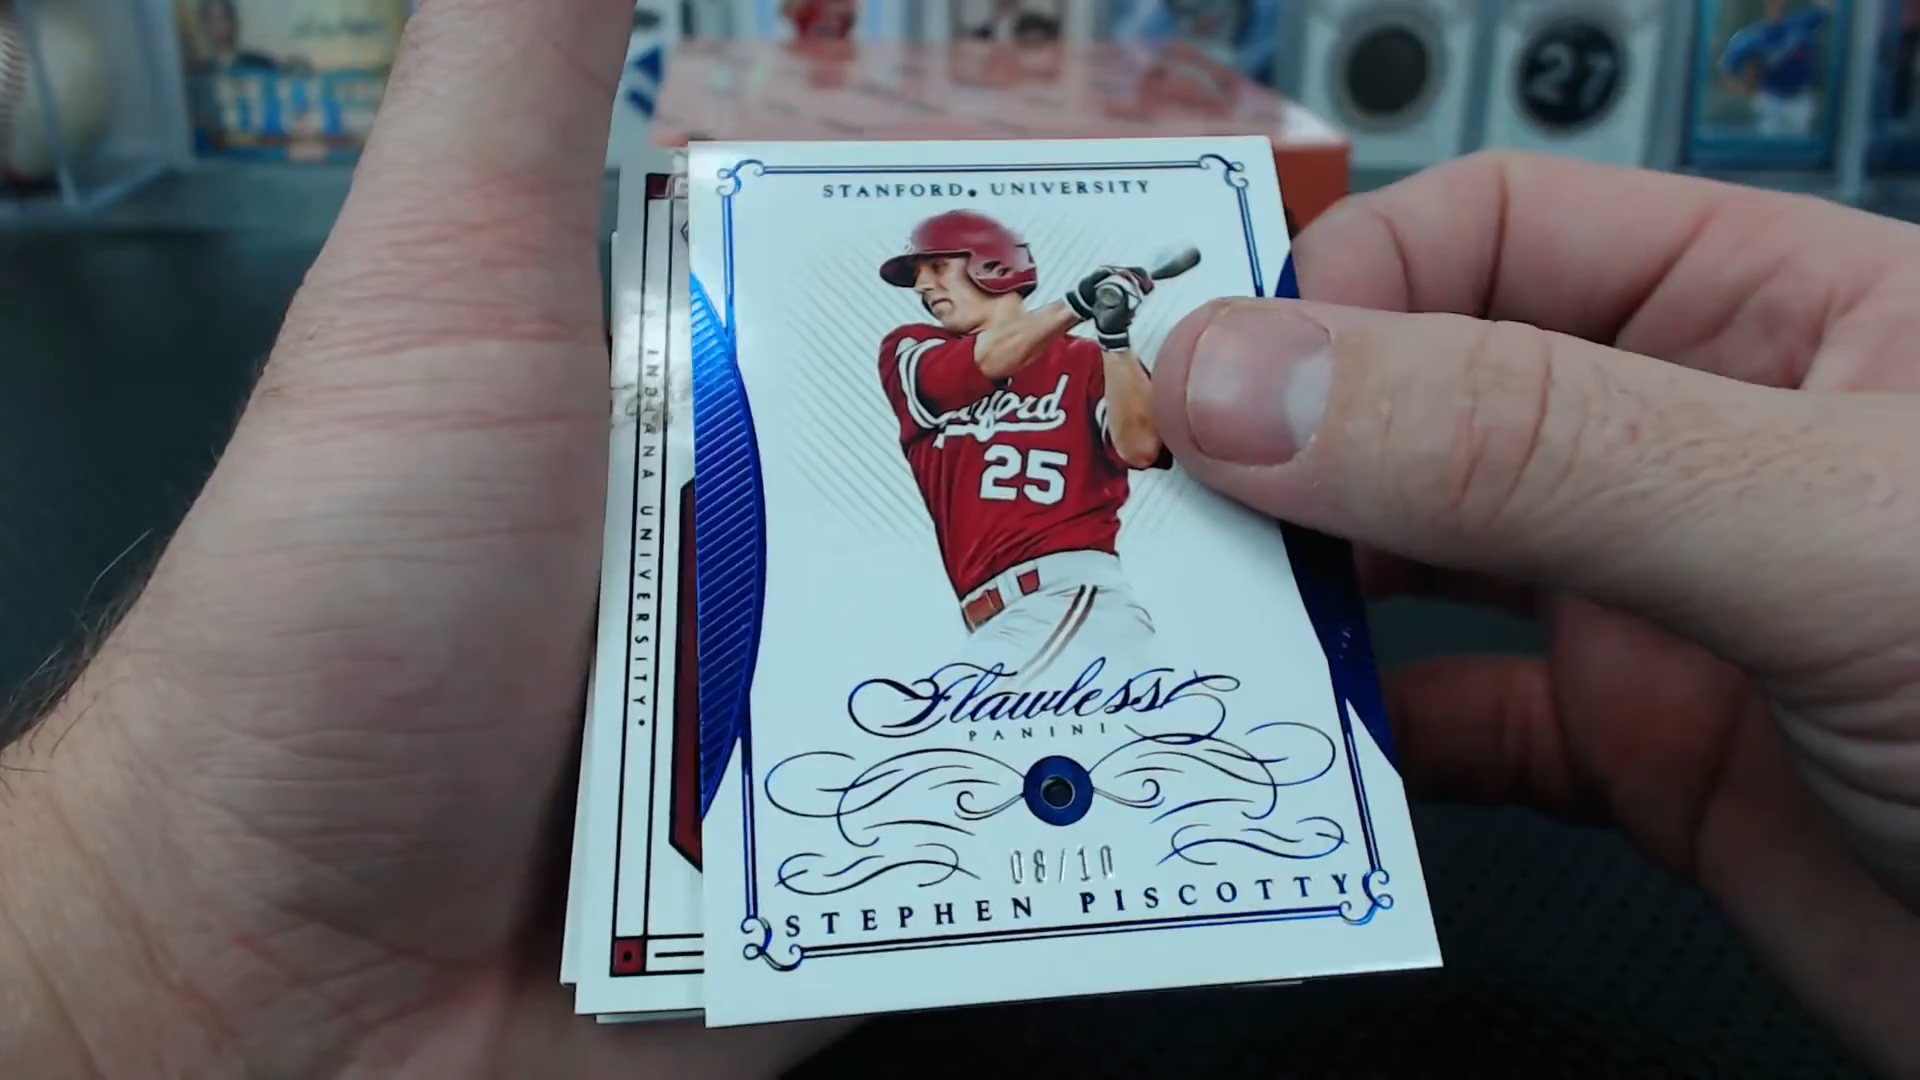 STANFORD UNIVERSITY
25
Flawless
PANINI
08/10
STEPHEN PISCOTTY
INDIANA UNIVERSITY
27